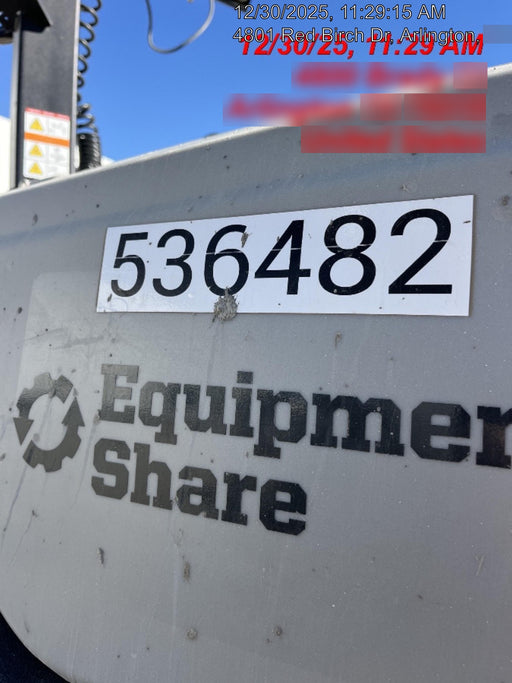 12/30/2025, 11:29:15 AM
4801 Red Birch Dr, Arlington,
12/30/25, 11:29 AM
536482
Equipmen
Share